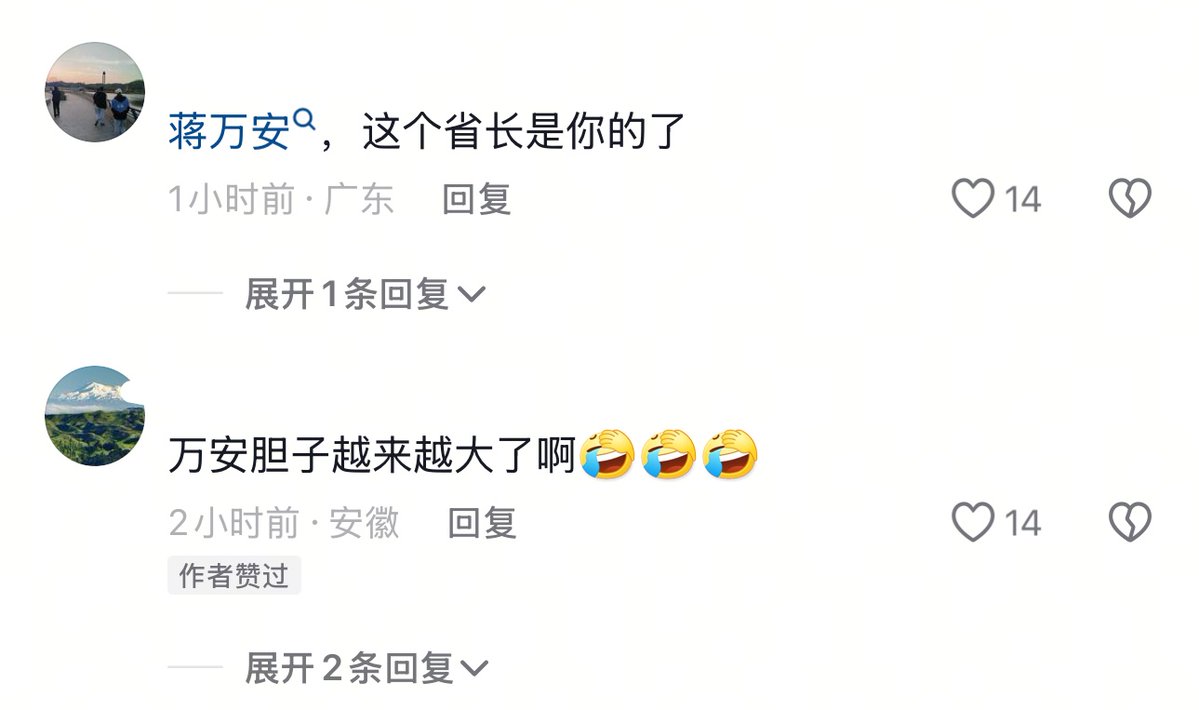 蒋万安，这个省长是你的了
1小时前·广东 回复 14
展开1条回复
万安胆子越来越大了啊🤣🤣🤣
2小时前·安徽 回复 14
作者赞过
展开2条回复